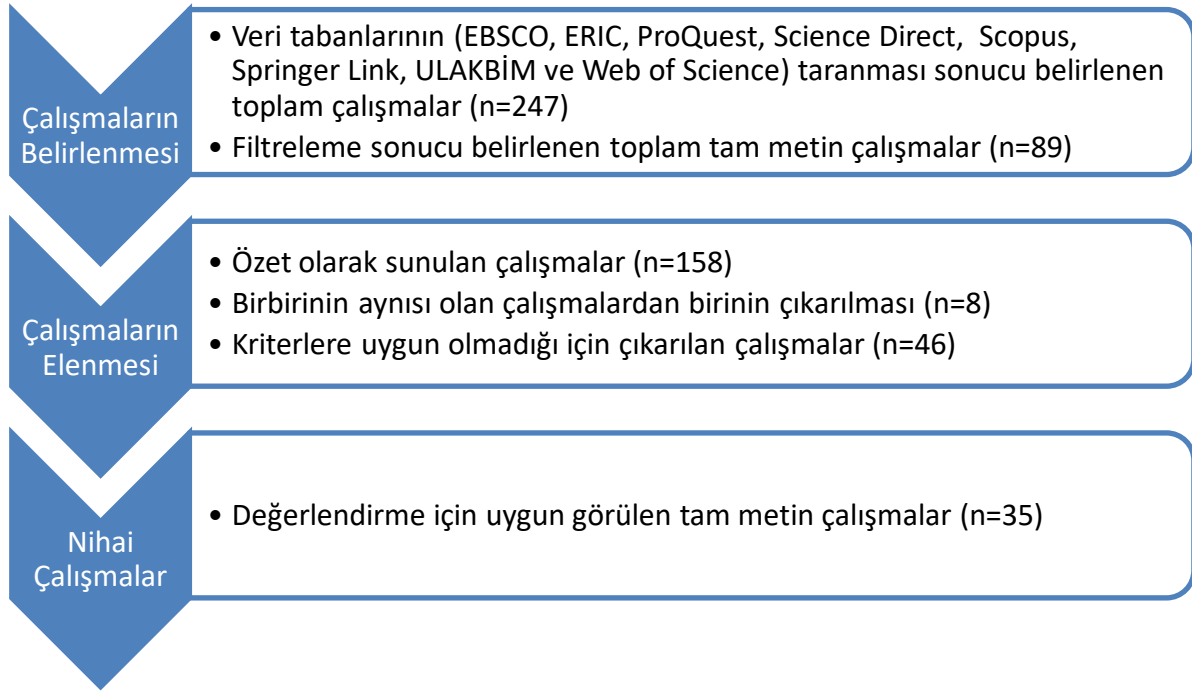 Çalışmaların
Belirlenmesi
• Veri tabanlarının (EBSCO, ERIC, ProQuest, Science Direct, Scopus,
Springer Link, ULAKBİM ve Web of Science) taranması sonucu belirlenen
toplam çalışmalar (n=247)
• Filtreleme sonucu belirlenen toplam tam metin çalışmalar (n=89)
Çalışmaların
Elenmesi
• Özet olarak sunulan çalışmalar (n=158)
• Birbirinin aynısı olan çalışmalardan birinin çıkarılması (n=8)
• Kriterlere uygun olmadığı için çıkarılan çalışmalar (n=46)
Nihai
Çalışmalar
• Değerlendirme için uygun görülen tam metin çalışmalar (n=35)